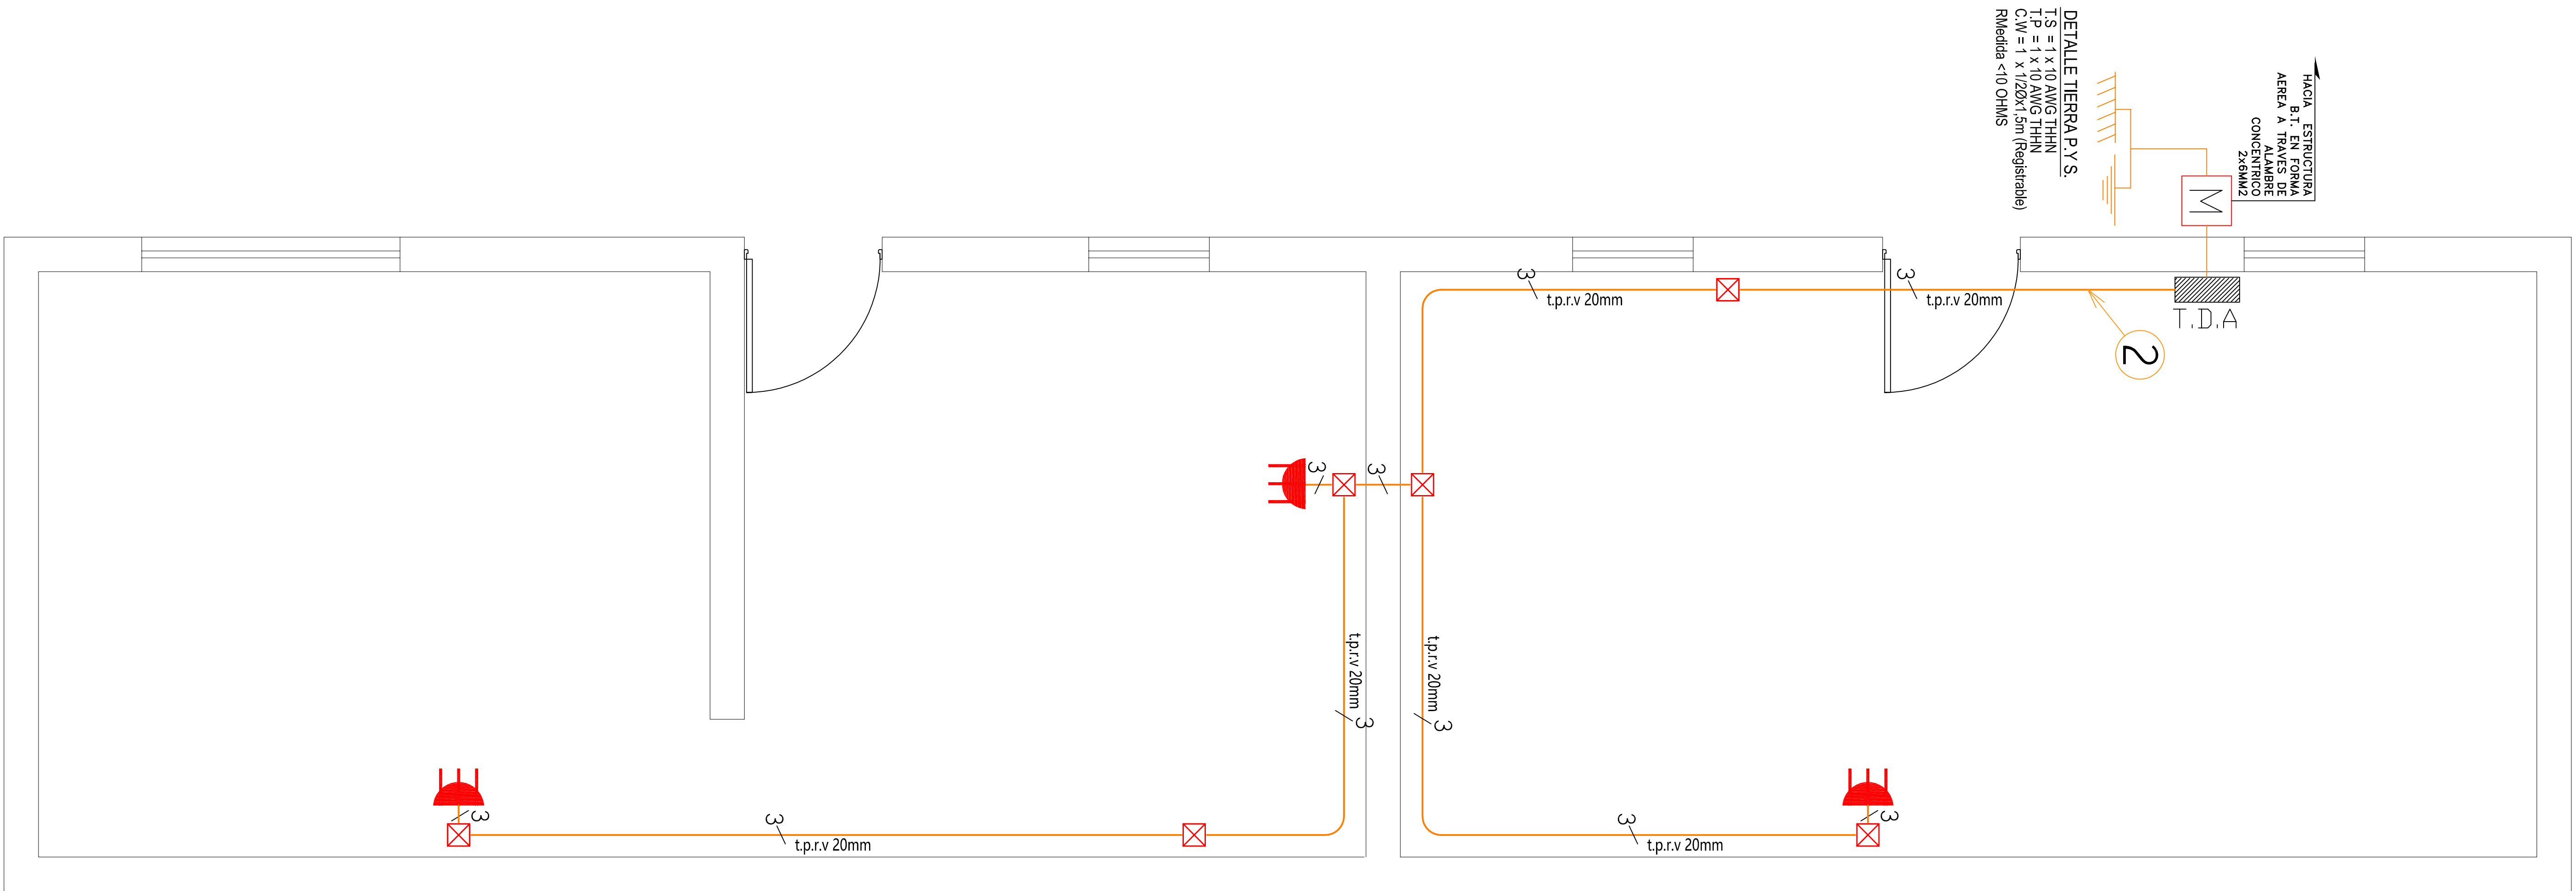 HACIA ESTRUCTURA
B.T. EN FORMA
AEREA A TRAVES DE
ALAMBRE
CONCENTRICO
2x6MM2
DETALLE TIERRA P.Y S.
T.S = 1 x 10 AWG THHN
T.P = 1 x 10 AWG THHN
C.W = 1 x 1/2Øx1,5m (Registrable)
RMedida <10 OHMS
M
T.D.A
2
3
t.p.r.v 20mm
3
t.p.r.v 20mm
3
3
t.p.r.v 20mm
3
t.p.r.v 20mm
3
3
3
t.p.r.v 20mm
3
t.p.r.v 20mm
3